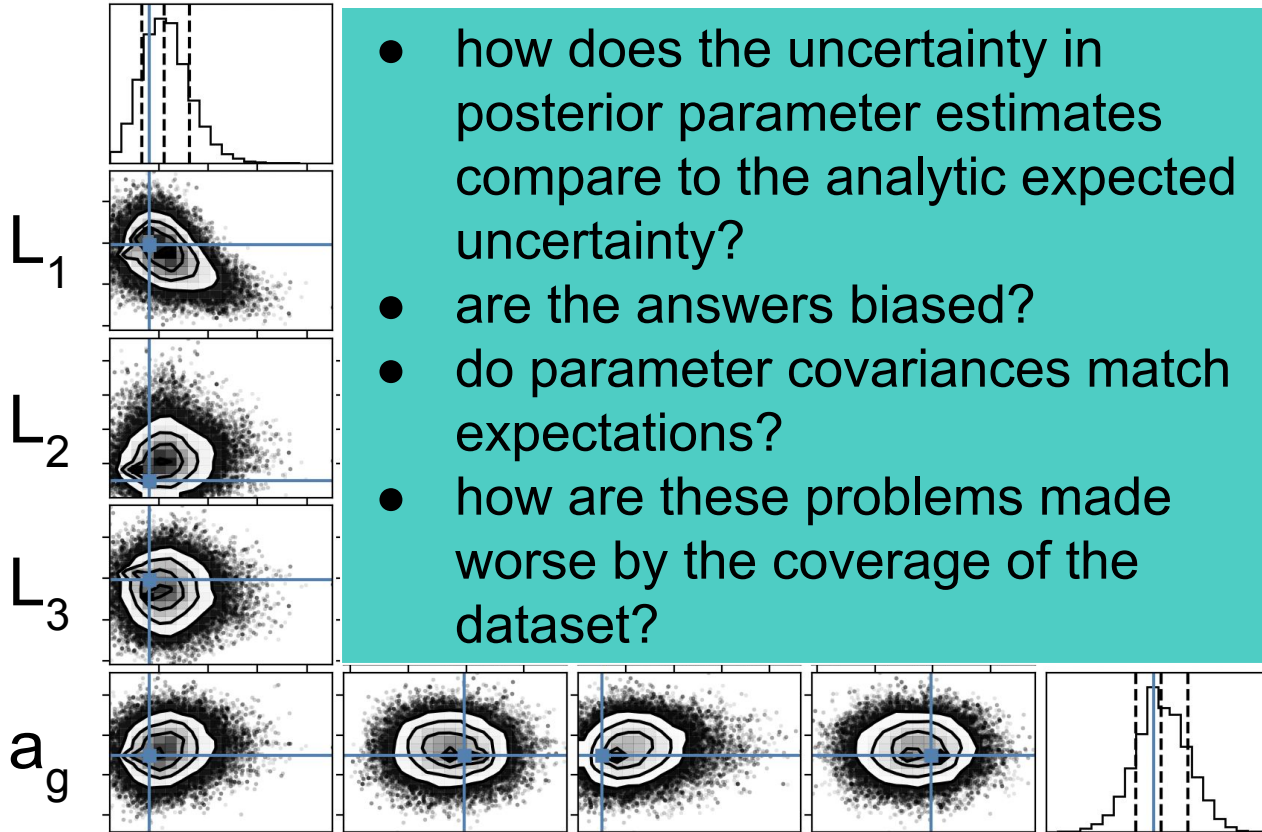 ● how does the uncertainty in
posterior parameter estimates
compare to the analytic expected
uncertainty?
● are the answers biased?
● do parameter covariances match
expectations?
● how are these problems made
worse by the coverage of the
dataset?
L₁
L₂
L₃
a_g